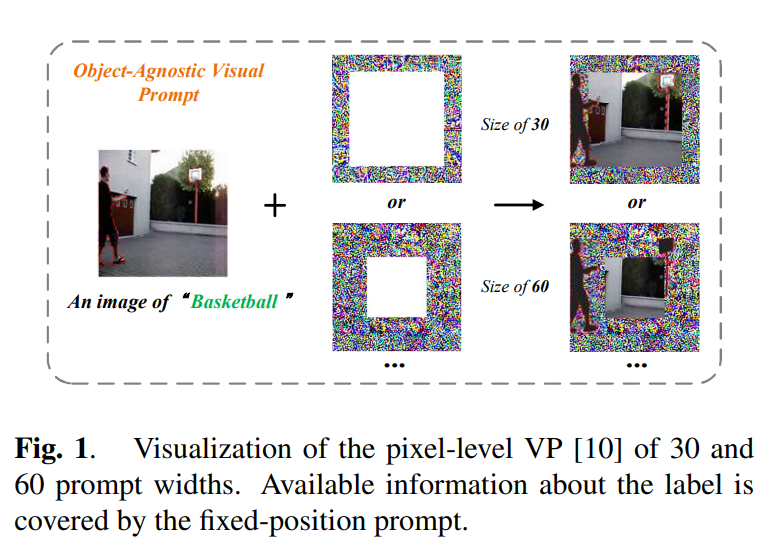 Object-Agnostic Visual
Prompt
Size of 30
or
or
Size of 60
An image of “Basketball”
...
...
Fig. 1. Visualization of the pixel-level VP [10] of 30 and
60 prompt widths. Available information about the label is
covered by the fixed-position prompt.